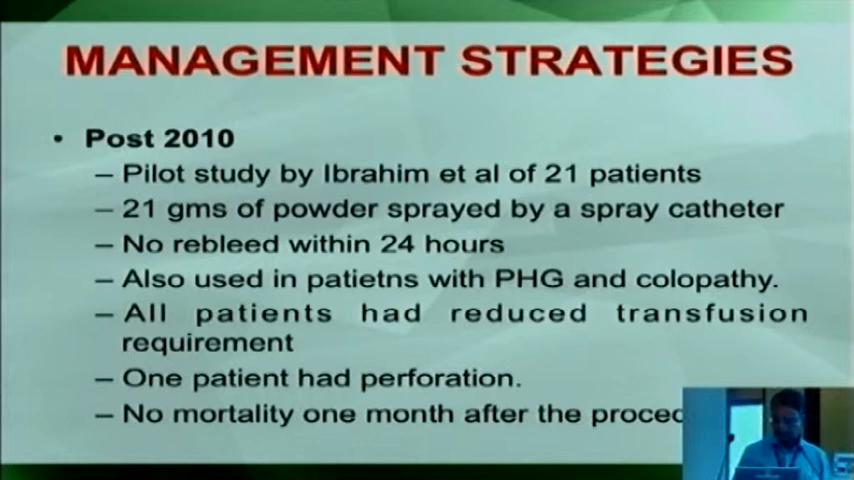 MANAGEMENT STRATEGIES
• Post 2010
– Pilot study by Ibrahim et al of 21 patients
– 21 gms of powder sprayed by a spray catheter
– No rebleed within 24 hours
– Also used in patietns with PHG and colopathy.
– All patients had reduced transfusion
requirement
– One patient had perforation.
– No mortality one month after the